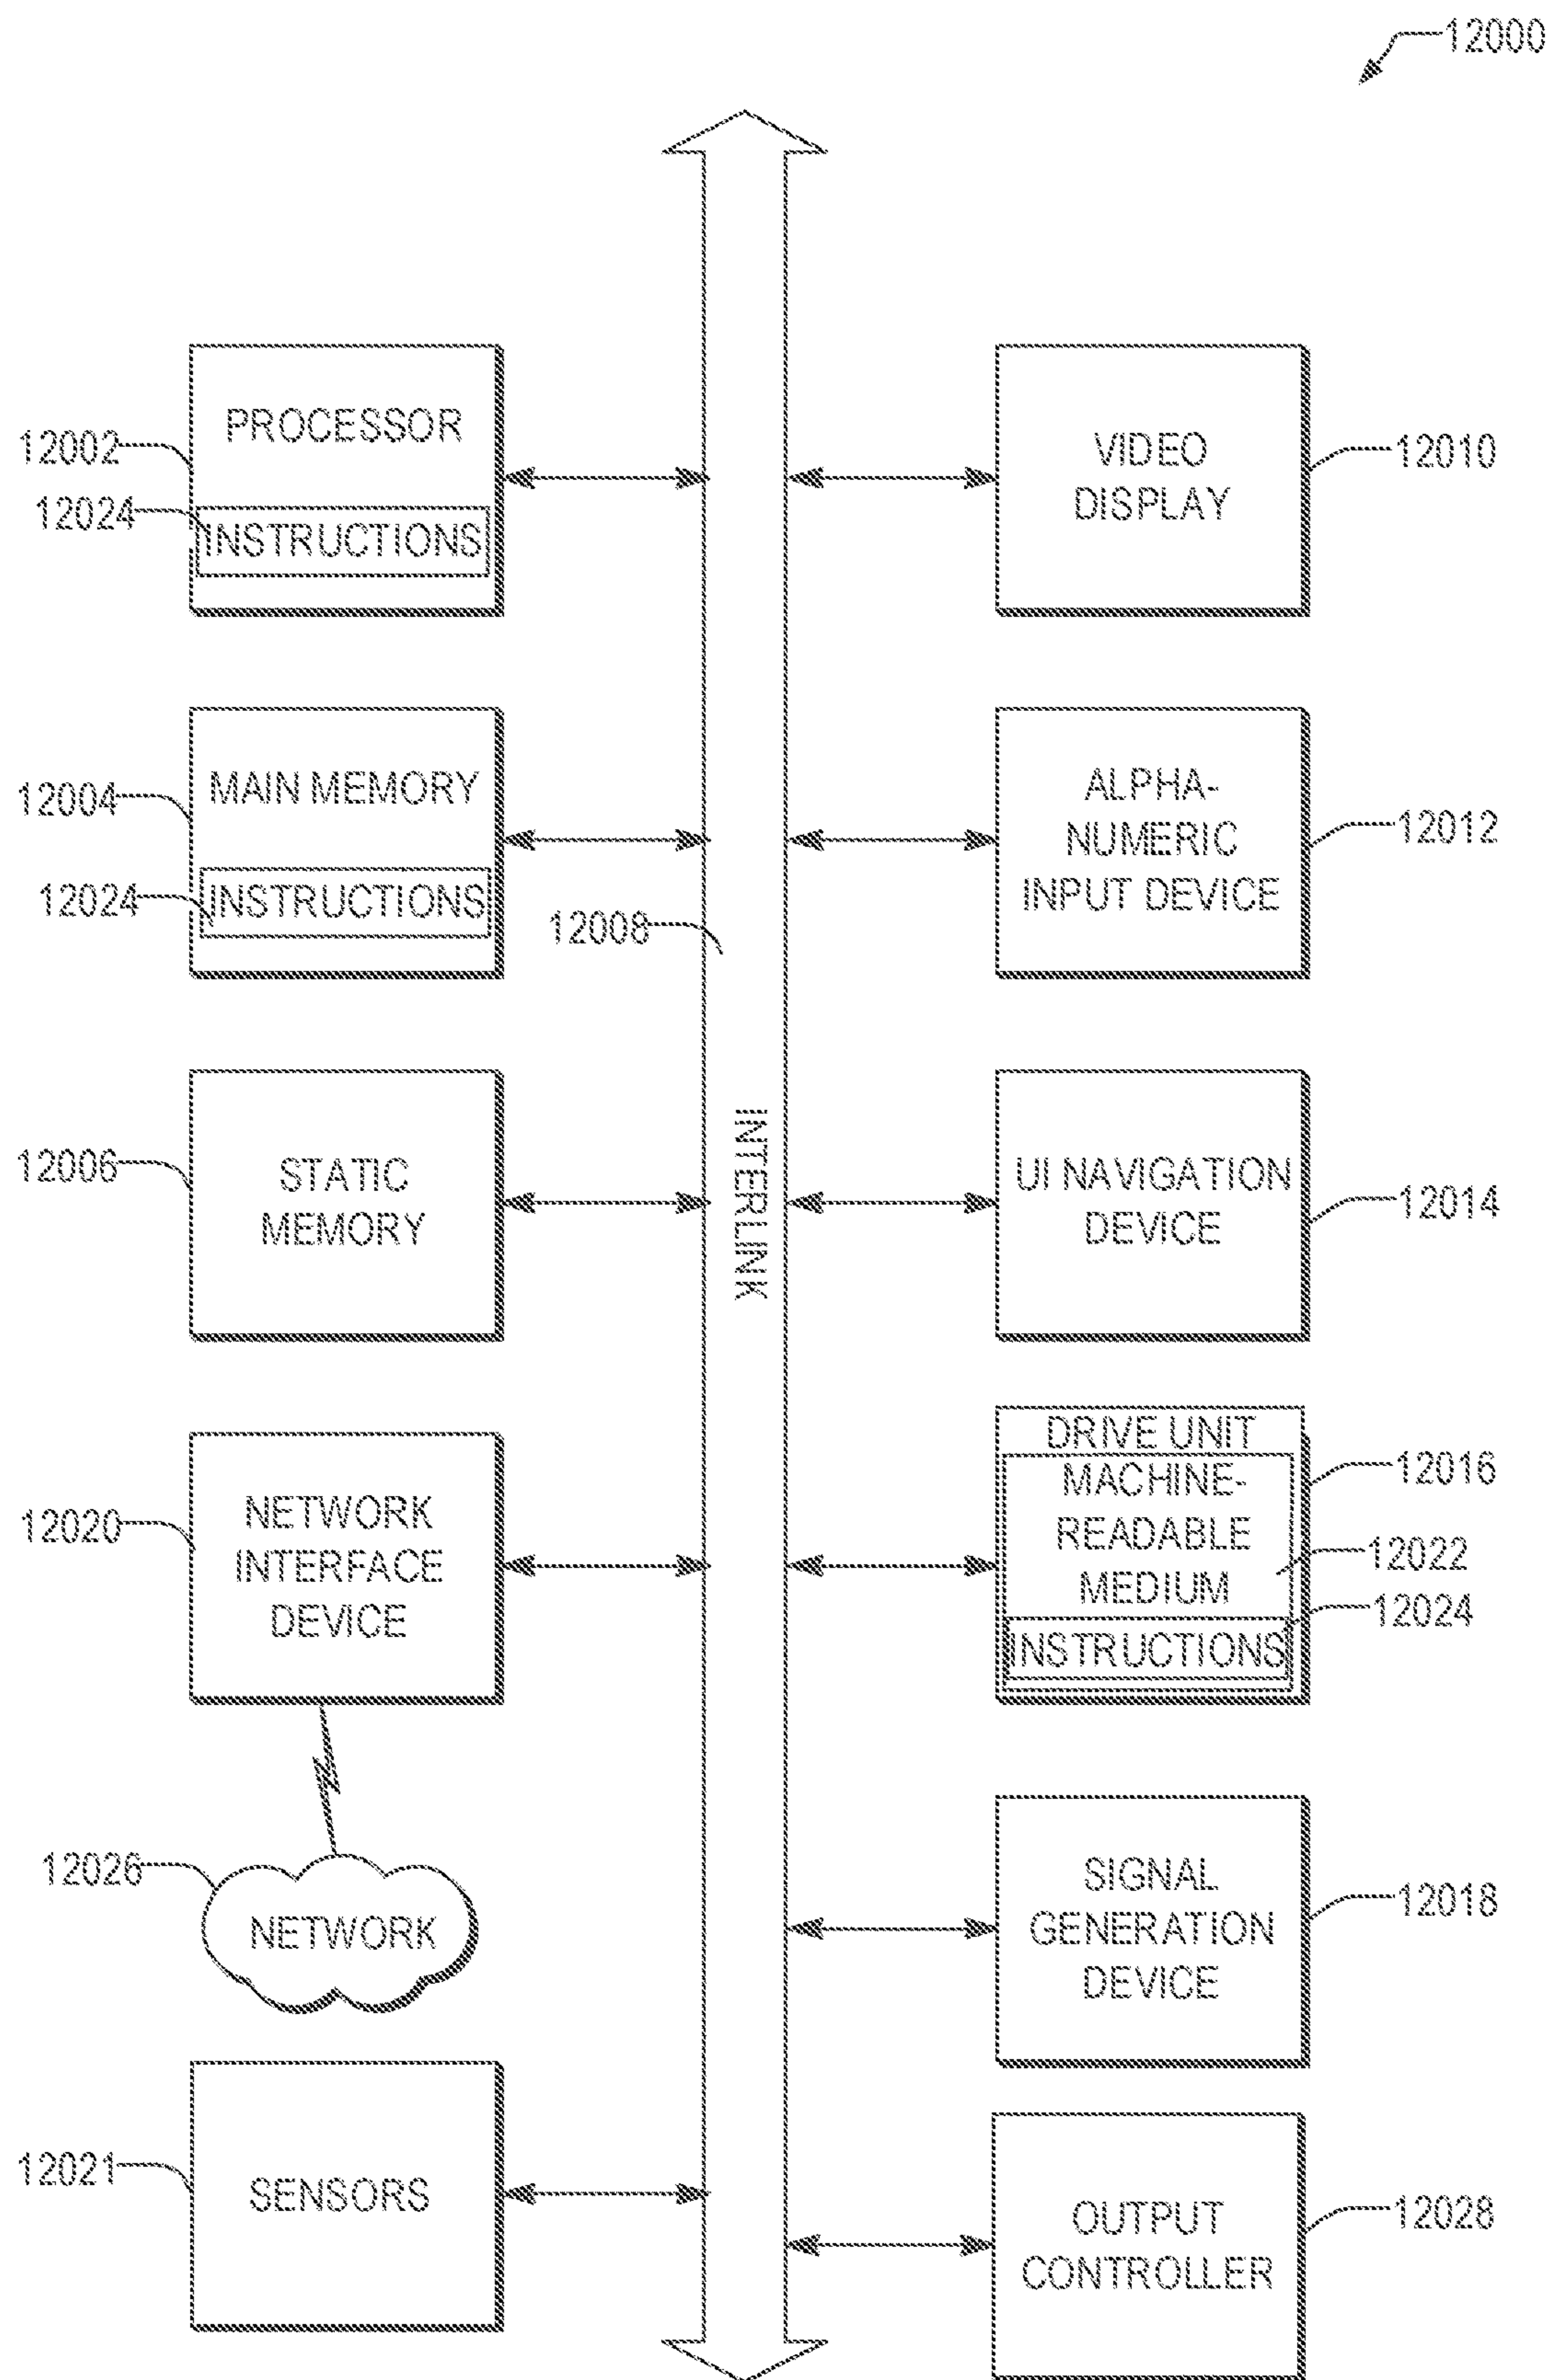 12000
PROCESSOR
12002
12024
INSTRUCTIONS
VIDEO
DISPLAY
12010
MAIN MEMORY
12004
12024
INSTRUCTIONS
12008
INTERLINK
ALPHA-
NUMERIC
INPUT DEVICE
12012
12006
STATIC
MEMORY
UI NAVIGATION
DEVICE
12014
12020
NETWORK
INTERFACE
DEVICE
DRIVE UNIT
MACHINE-
READABLE
MEDIUM
INSTRUCTIONS
12016
12022
12024
12026
NETWORK
SIGNAL
GENERATION
DEVICE
12018
12021
SENSORS
OUTPUT
CONTROLLER
12028